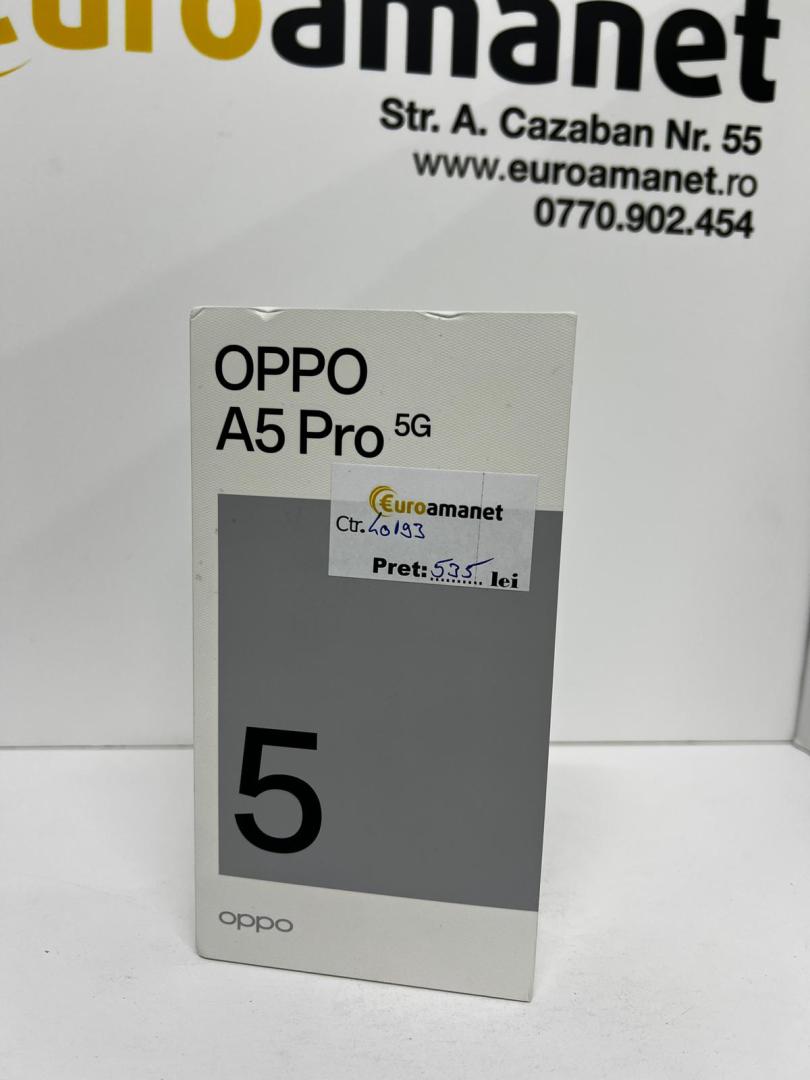 euroamanet
Str. A. Cazaban Nr. 55
www.euroamanet.ro
0770.902.454
OPPO
A5 Pro 5G
Euroamanet
Ctr. 40193
Pret: 535 lei
5
oppo